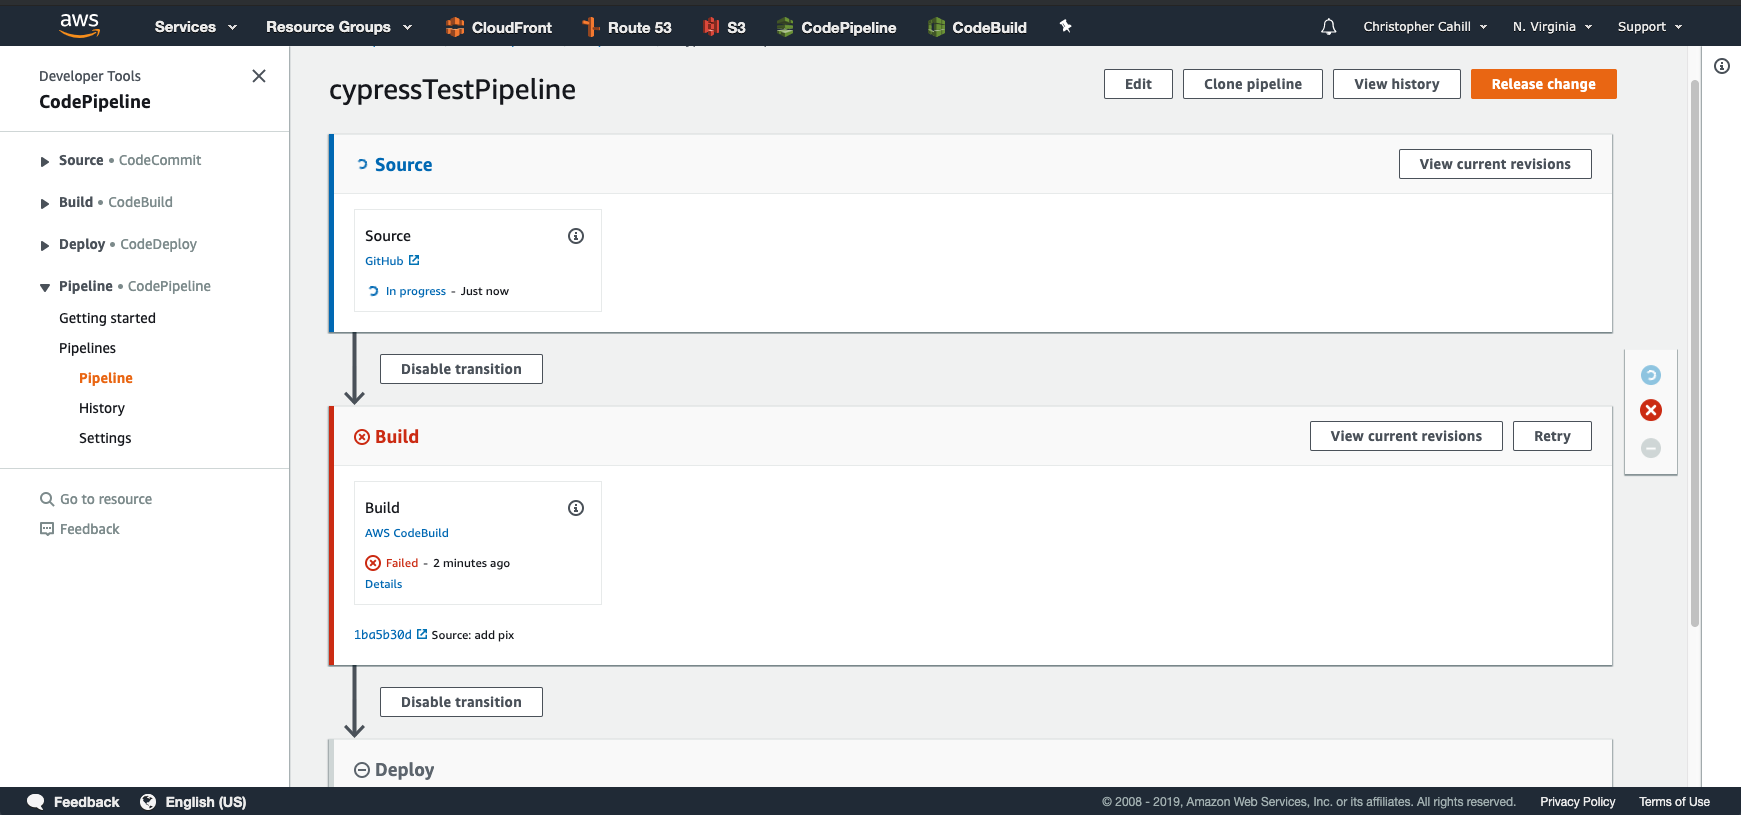 aws Services Resource Groups CloudFront Route 53 S3 CodePipeline CodeBuild Christopher Cahill N. Virginia Support
Developer Tools
CodePipeline
Source • CodeCommit
Build • CodeBuild
Deploy • CodeDeploy
Pipeline • CodePipeline
Getting started
Pipelines
Pipeline
History
Settings
Go to resource
Feedback
cypressTestPipeline
Edit Clone pipeline View history Release change
Source View current revisions
Source
GitHub
In progress - Just now
Disable transition
Build View current revisions Retry
Build
AWS CodeBuild
Failed - 2 minutes ago
Details
1ba5b30d Source: add pix
Disable transition
Deploy
Feedback English (US) © 2008 - 2019, Amazon Web Services, Inc. or its affiliates. All rights reserved. Privacy Policy Terms of Use